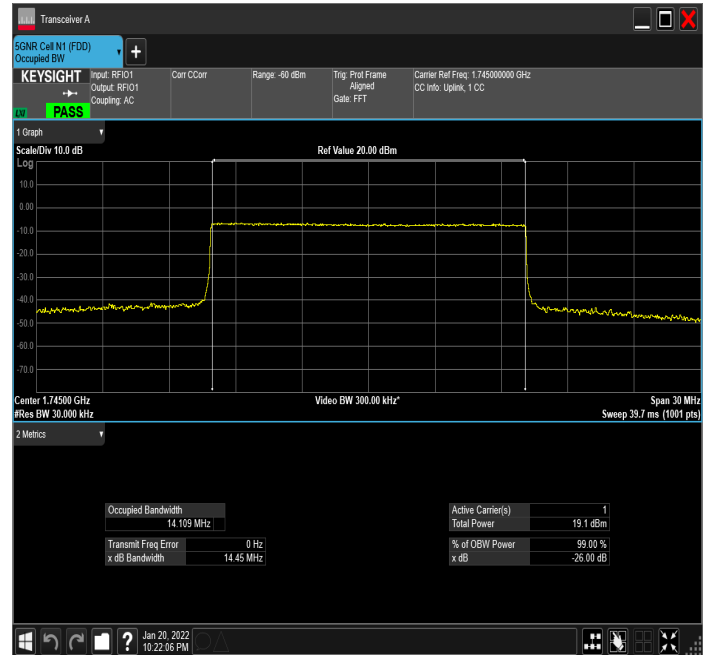 Transceiver A
5GNR Cell N1 (FDD)
Occupied BW
KEYSIGHT
Input: RFIO1
Output: RFIO1
Coupling: AC
Corr CCorr
Range: -60 dBm
Trig: Prot Frame
Aligned
Gate: FFT
Carrier Ref Freq: 1.745000000 GHz
CC Info: Uplink, 1 CC
LXI
PASS
1 Graph
Scale/Div 10.0 dB
Ref Value 20.00 dBm
Log
10.0
0.00
-10.0
-20.0
-30.0
-40.0
-50.0
-60.0
-70.0
Center 1.74500 GHz
Video BW 300.00 kHz*
Span 30 MHz
#Res BW 30.000 kHz
Sweep 39.7 ms (1001 pts)
2 Metrics
Occupied Bandwidth
14.109 MHz
Transmit Freq Error 0 Hz
x dB Bandwidth 14.45 MHz
Active Carrier(s) 1
Total Power 19.1 dBm
% of OBW Power 99.00 %
x dB -26.00 dB
Jan 20, 2022
10:22:06 PM